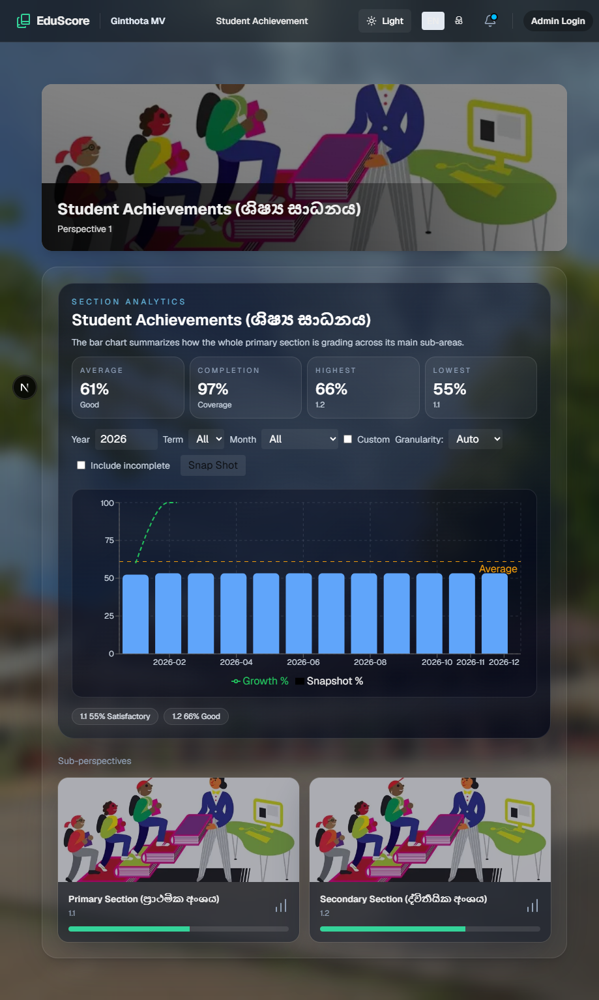 EduScore
Ginthota MV
Student Achievement
Light
EN
සි
Admin Login
Student Achievements (ශිෂ්‍ය සාධනය)
Perspective 1
SECTION ANALYTICS
Student Achievements (ශිෂ්‍ය සාධනය)
The bar chart summarizes how the whole primary section is grading across its main sub-areas.
AVERAGE
61%
Good
COMPLETION
97%
Coverage
HIGHEST
66%
1.2
LOWEST
55%
1.1
Year 2026 Term All Month All Custom Granularity: Auto
Include incomplete Snap Shot
100
75
50
25
0
Average
2026-02 2026-04 2026-06 2026-08 2026-10 2026-11 2026-12
Growth % Snapshot %
1.1 55% Satisfactory
1.2 66% Good
Sub-perspectives
Primary Section (ප්‍රාථමික අංශය)
1.1
Secondary Section (ද්විතීයික අංශය)
1.2
N